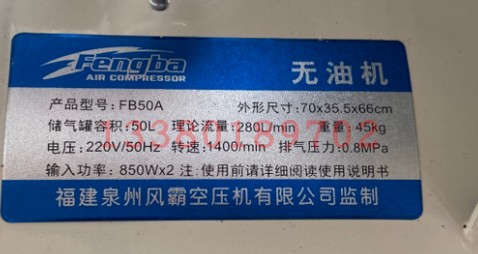 Fengba 无油机
AIR COMPRESSOR
产品型号:FB50A 外形尺寸:70x35.5x66cm
储气罐容积:50L 理论流量:280L/min 重量:45kg
电压:220V/50Hz 转速:1400/min 排气压力:0.8MPa
输入功率:850Wx2 注:使用前请详细阅读使用说明书
福建泉州风霸空压机有限公司监制